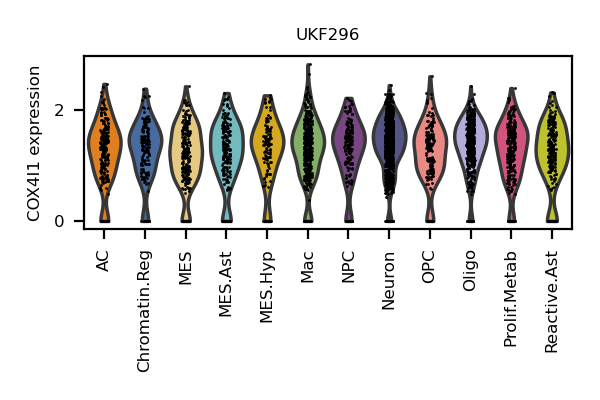 UKF296
COX4I1 expression
2
0
AC
Chromatin.Reg
MES
MES.Ast
MES.Hyp
Mac
NPC
Neuron
OPC
Oligo
Prolif.Metab
Reactive.Ast